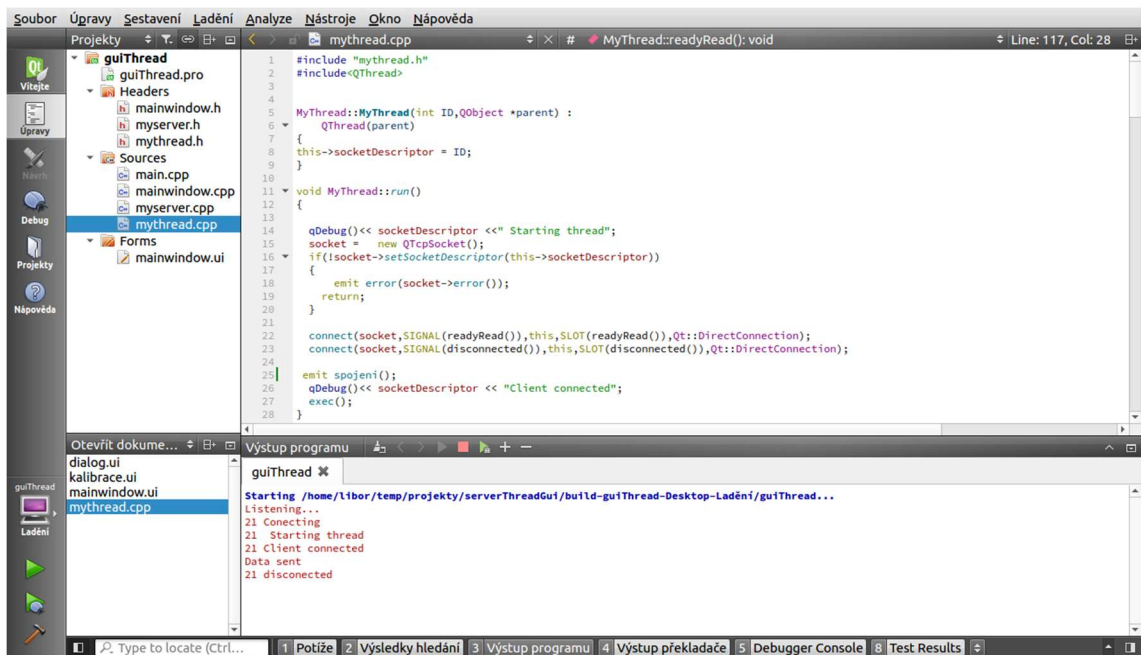 Soubor Úpravy Sestavení Ladění Analyze Nástroje Okno Nápověda
Projekty
mythread.cpp
# MyThread::readyRead(): void
Line: 117, Col: 28
Vítejte
Úpravy
Návrh
Debug
Projekty
Nápověda
guiThread
Ladění
guiThread
guiThread.pro
Headers
mainwindow.h
myserver.h
mythread.h
Sources
main.cpp
mainwindow.cpp
myserver.cpp
mythread.cpp
Forms
mainwindow.ui
Otevřít dokume...
dialog.ui
kalibrace.ui
mainwindow.ui
mythread.cpp
1 #include "mythread.h"
2 #include<QThread>
3
4
5 MyThread::MyThread(int ID,QObject *parent) :
6 QThread(parent)
7 {
8 this->socketDescriptor = ID;
9 }
10
11 void MyThread::run()
12 {
13
14 qDebug()<< socketDescriptor <<" Starting thread";
15 socket = new QTcpSocket();
16 if(!socket->setSocketDescriptor(this->socketDescriptor))
17 {
18 emit error(socket->error());
19 return;
20 }
21
22 connect(socket,SIGNAL(readyRead()),this,SLOT(readyRead()),Qt::DirectConnection);
23 connect(socket,SIGNAL(disconnected()),this,SLOT(disconnected()),Qt::DirectConnection);
24
25 emit spojeni();
26 qDebug()<< socketDescriptor << "Client connected";
27 exec();
28 }
Výstup programu
guiThread
Starting /home/libor/temp/projekty/serverThreadGui/build-guiThread-Desktop-Ladění/guiThread...
Listening...
21 Conecting
21 Starting thread
21 Client connected
Data sent
21 disconected
Type to locate (Ctrl...
1 Potíže 2 Výsledky hledání 3 Výstup programu 4 Výstup překladače 5 Debugger Console 8 Test Results